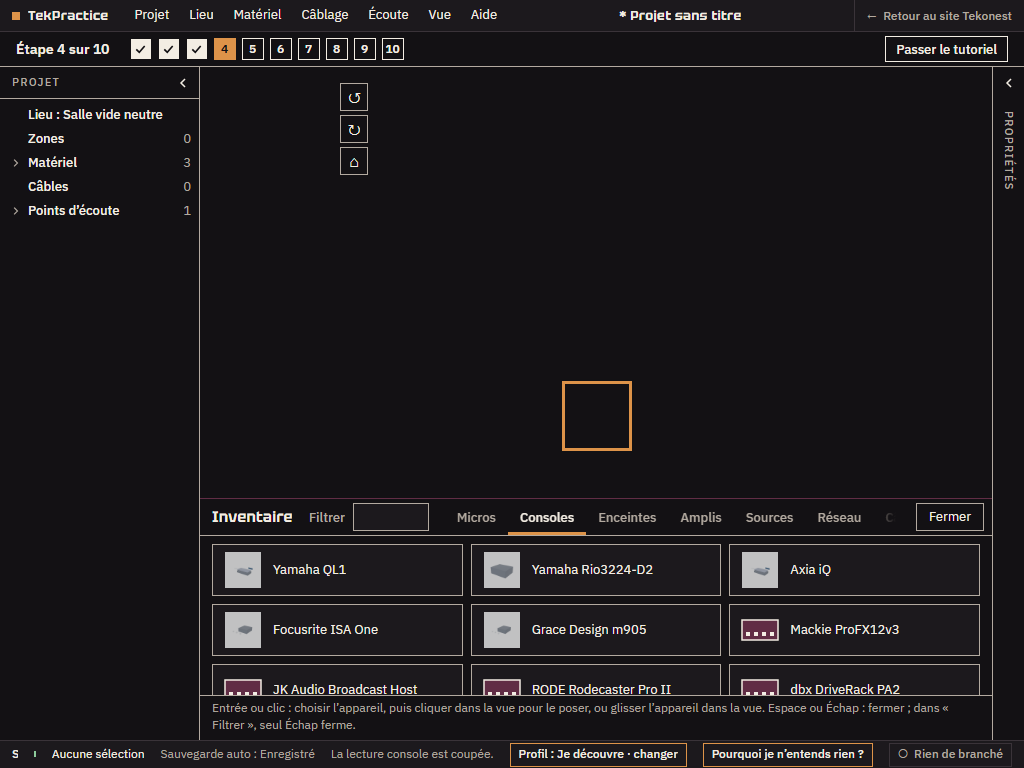 TekPractice Projet Lieu Matériel Câblage Écoute Vue Aide * Projet sans titre ← Retour au site Tekonest
Étape 4 sur 10 4 5 6 7 8 9 10 Passer le tutoriel
PROJET
Lieu : Salle vide neutre
Zones 0
Matériel 3
Câbles 0
Points d'écoute 1
PROPRIÉTÉS
Inventaire Filtrer Micros Consoles Enceintes Amplis Sources Réseau C Fermer
Yamaha QL1 Yamaha Rio3224-D2 Axia iQ
Focusrite ISA One Grace Design m905 Mackie ProFX12v3
JK Audio Broadcast Host RODE Rodecaster Pro II dbx DriveRack PA2
Entrée ou clic : choisir l'appareil, puis cliquer dans la vue pour le poser, ou glisser l'appareil dans la vue. Espace ou Échap : fermer ; dans «
Filtrer », seul Échap ferme.
Aucune sélection Sauvegarde auto : Enregistré La lecture console est coupée. Profil : Je découvre · changer Pourquoi je n'entends rien ? Rien de branché